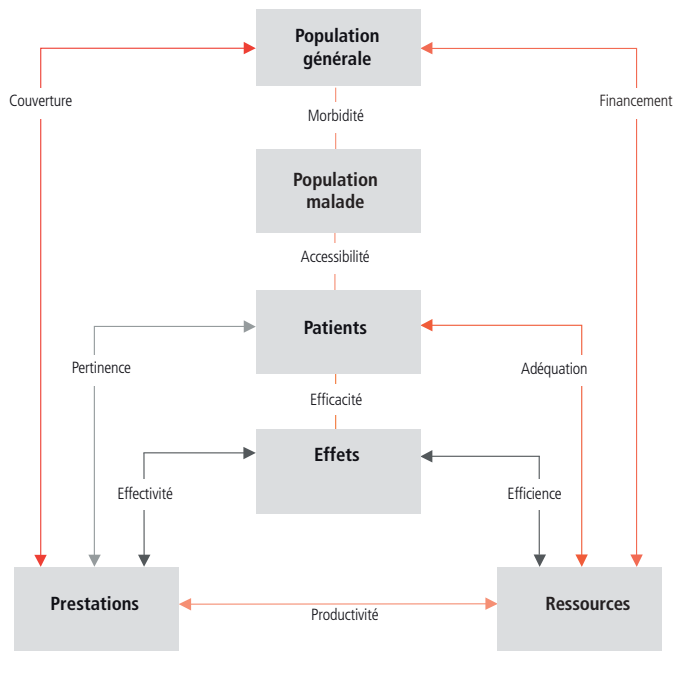 Population
générale
Couverture
Financement
Morbidité
Population
malade
Accessibilité
Patients
Pertinence
Adéquation
Efficacité
Effets
Effectivité
Efficience
Prestations
Ressources
Productivité